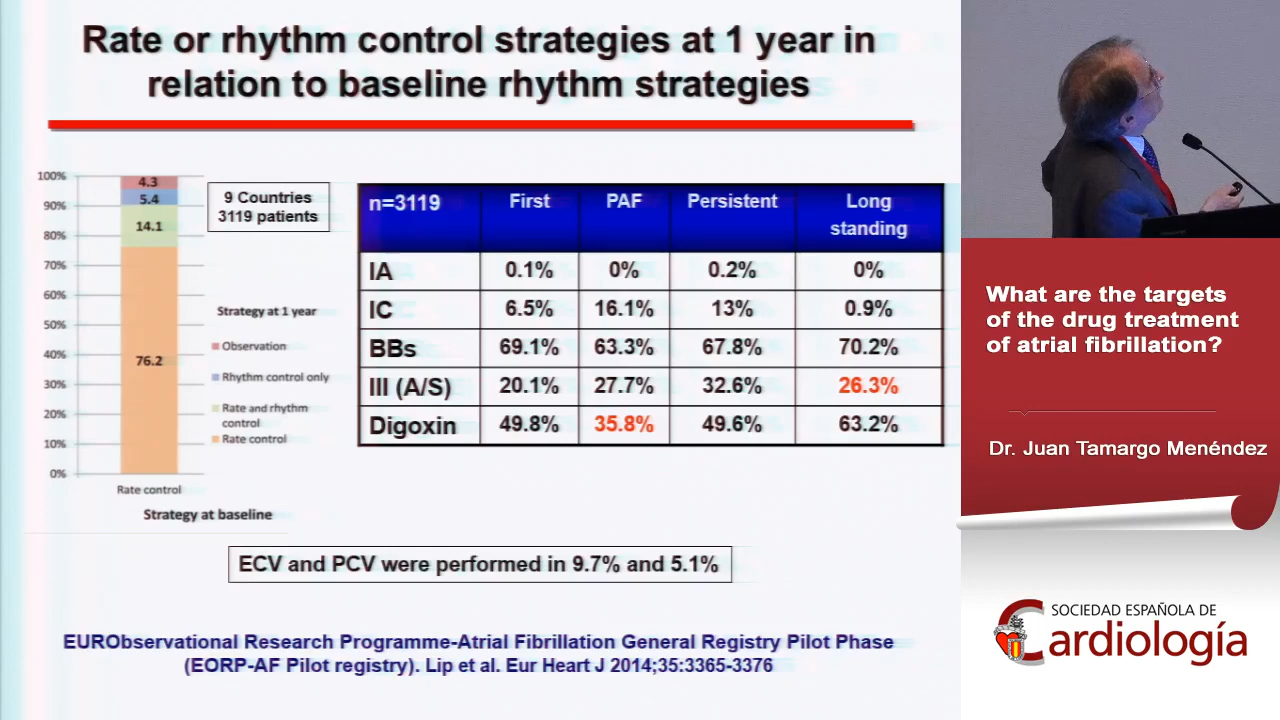 Rate or rhythm control strategies at 1 year in
relation to baseline rhythm strategies
100%
90%
80%
70%
60%
50%
40%
30%
20%
10%
0%
4.3
5.4
14.1
76.2
Rate control
Strategy at baseline
9 Countries
3119 patients
Strategy at 1 year
Observation
Rhythm control only
Rate and rhythm
control
Rate control
n=3119 First PAF Persistent Long
standing
IA 0.1% 0% 0.2% 0%
IC 6.5% 16.1% 13% 0.9%
BBs 69.1% 63.3% 67.8% 70.2%
III (A/S) 20.1% 27.7% 32.6% 26.3%
Digoxin 49.8% 35.8% 49.6% 63.2%
ECV and PCV were performed in 9.7% and 5.1%
EURObservational Research Programme-Atrial Fibrillation General Registry Pilot Phase
(EORP-AF Pilot registry). Lip et al. Eur Heart J 2014;35:3365-3376
What are the targets
of the drug treatment
of atrial fibrillation?
Dr. Juan Tamargo Menéndez
SOCIEDAD ESPAÑOLA DE
Cardiología